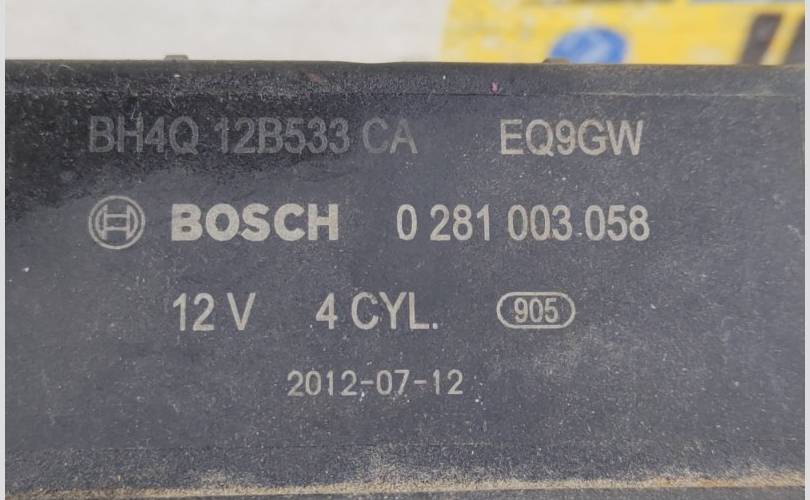 BH4Q 12B533 CA EQ9GW
BOSCH 0 281 003 058
12 V 4 CYL. 905
2012-07-12